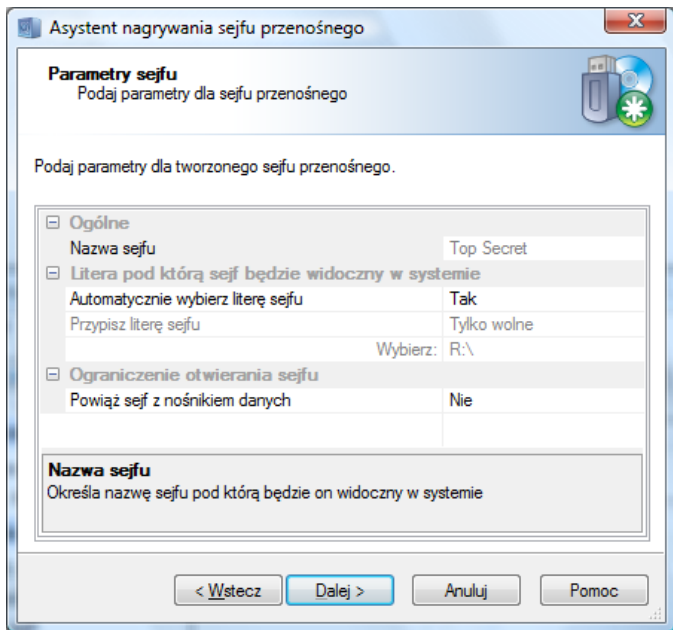 Asystent nagrywania sejfu przenośnego
Parametry sejfu
Podaj parametry dla sejfu przenośnego
Podaj parametry dla tworzonego sejfu przenośnego.
Ogólne
Nazwa sejfu Top Secret
Litera pod którą sejf będzie widoczny w systemie
Automatycznie wybierz literę sejfu Tak
Przypisz literę sejfu Tylko wolne
Wybierz: R:\
Ograniczenie otwierania sejfu
Powiąż sejf z nośnikiem danych Nie
Nazwa sejfu
Określa nazwę sejfu pod którą będzie on widoczny w systemie
< Wstecz Dalej > Anuluj Pomoc